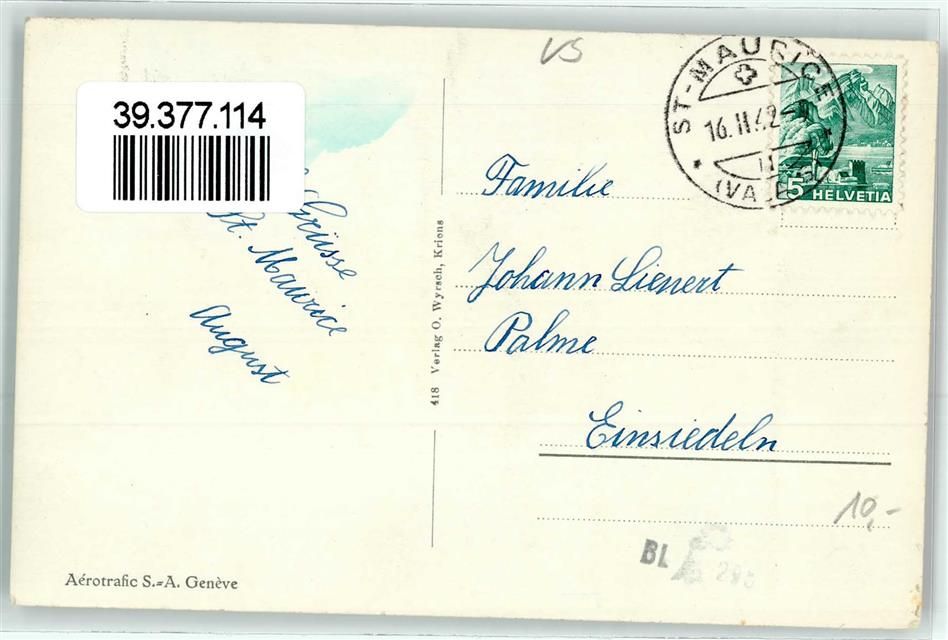 VS
ST-MAURICE
16.II.42
(VALAIS)
5 HELVETIA
39.377.114
Grüsse
St. Maurice
August
418 Verlag O. Wyrsch, Kriens
Familie
Johann Lienert
Palme
Einsiedeln
10,-
BL
Aérotrafic S.=A. Genève